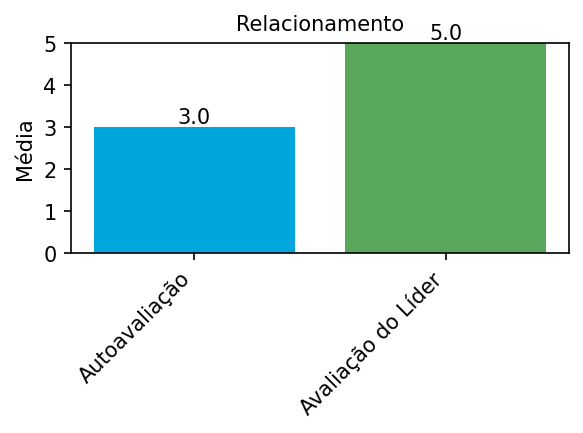 Relacionamento
5.0
5
4
3
2
1
0
Média
3.0
Autoavaliação
Avaliação do Líder